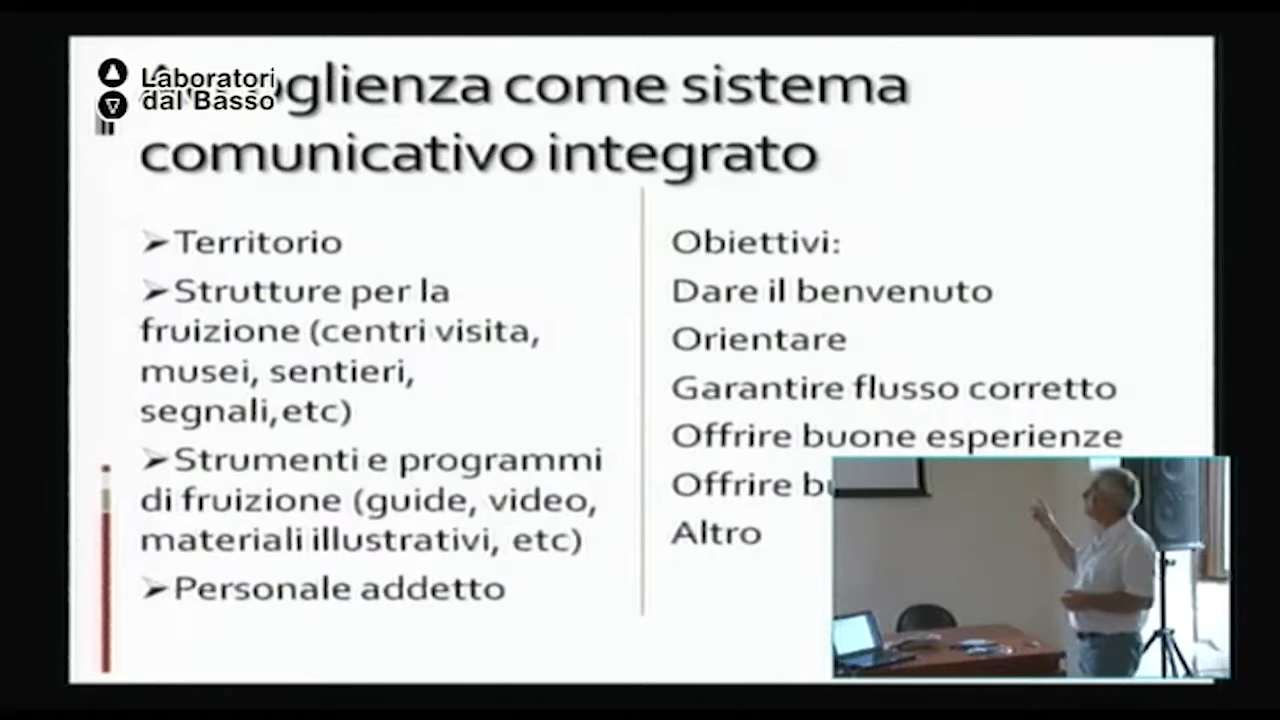 Laboratori
dal Basso
glienza come sistema
comunicativo integrato
➢Territorio
➢Strutture per la
fruizione (centri visita,
musei, sentieri,
segnali,etc)
➢Strumenti e programmi
di fruizione (guide, video,
materiali illustrativi, etc)
➢Personale addetto
Obiettivi:
Dare il benvenuto
Orientare
Garantire flusso corretto
Offrire buone esperienze
Offrire
Altro